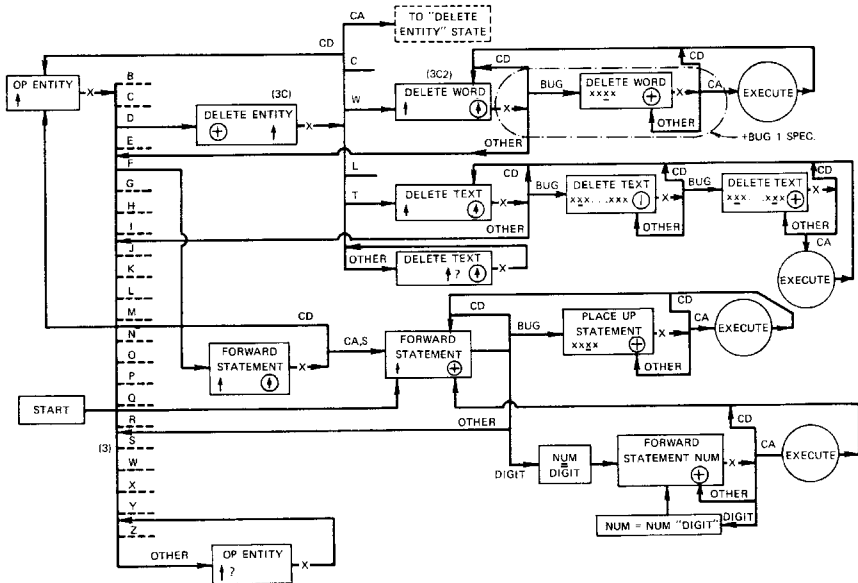 CA
TO "DELETE
ENTITY" STATE
CD
OP ENTITY
X
B
C
D
E
F
G
H
I
J
K
L
M
N
O
P
Q
R
S
W
X
Y
Z
(3)
(3C)
DELETE ENTITY
X
C
W
L
T
(3C2)
DELETE WORD
X
CD
BUG
OTHER
DELETE WORD
xxxx
X
CD
OTHER
CA
EXECUTE
+BUG 1 SPEC.
DELETE TEXT
X
CD
BUG
OTHER
DELETE TEXT
xxx...xxx
X
CD
OTHER
BUG
DELETE TEXT
xxx. . .xxx
X
CD
OTHER
CA
EXECUTE
OTHER
DELETE TEXT
?
X
CD
FORWARD
STATEMENT
X
CA,S
FORWARD
STATEMENT
CD
BUG
PLACE UP
STATEMENT
xxxx
X
CD
OTHER
CA
EXECUTE
START
OTHER
DIGIT
NUM
=
DIGIT
FORWARD
STATEMENT NUM
X
CD
OTHER
CA
EXECUTE
DIGIT
NUM = NUM "DIGIT"
OTHER
OP ENTITY
?
X